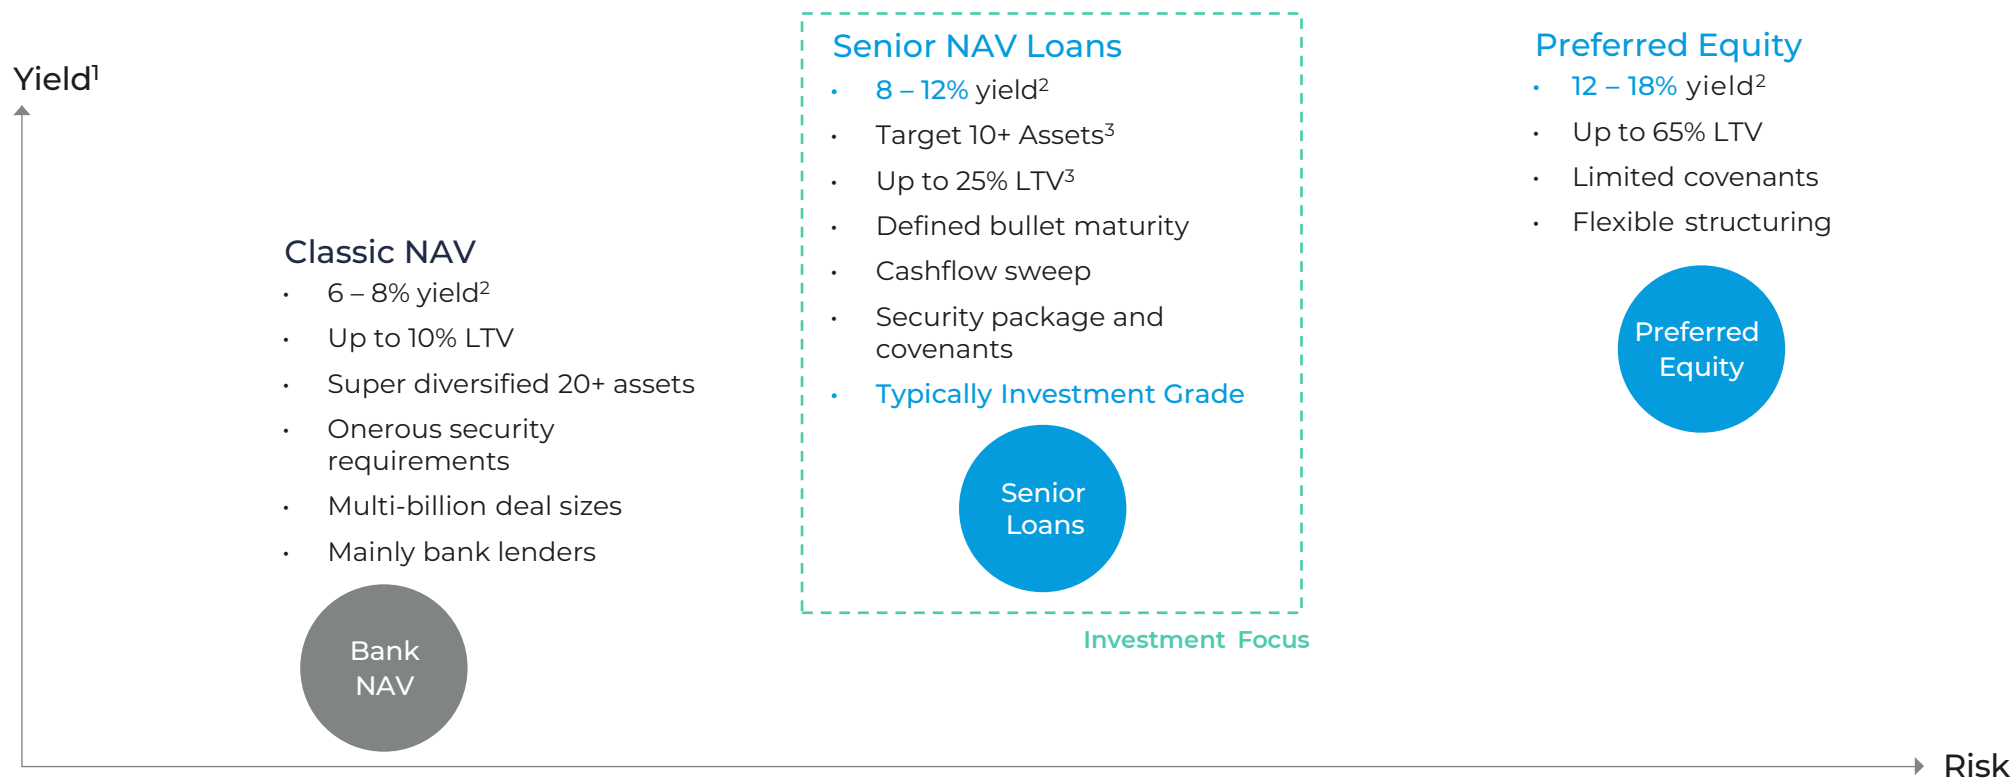 Yield¹
Classic NAV
• 6 – 8% yield²
• Up to 10% LTV
• Super diversified 20+ assets
• Onerous security
requirements
• Multi-billion deal sizes
• Mainly bank lenders
Bank
NAV
Senior NAV Loans
• 8 – 12% yield²
• Target 10+ Assets³
• Up to 25% LTV³
• Defined bullet maturity
• Cashflow sweep
• Security package and
covenants
• Typically Investment Grade
Senior
Loans
Investment Focus
Preferred Equity
• 12 – 18% yield²
• Up to 65% LTV
• Limited covenants
• Flexible structuring
Preferred
Equity
Risk